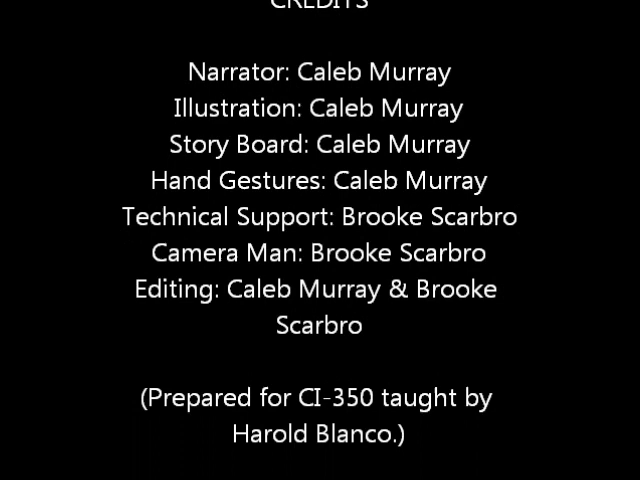 CREDITS
Narrator: Caleb Murray
Illustration: Caleb Murray
Story Board: Caleb Murray
Hand Gestures: Caleb Murray
Technical Support: Brooke Scarbro
Camera Man: Brooke Scarbro
Editing: Caleb Murray & Brooke
Scarbro
(Prepared for CI-350 taught by
Harold Blanco.)